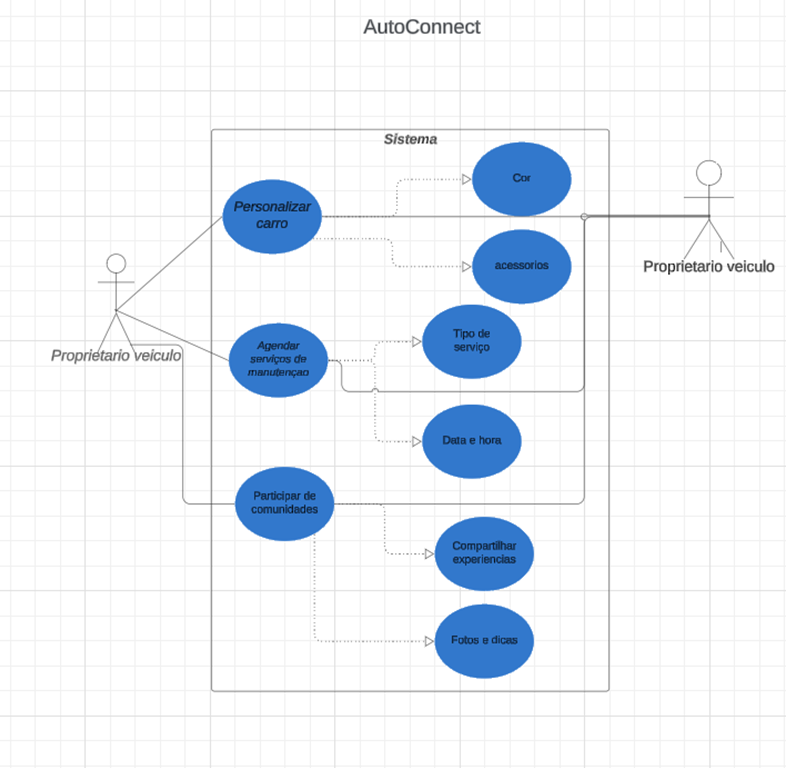 AutoConnect
Sistema
Cor
Personalizar
carro
acessorios
Proprietario veiculo
Tipo de
serviço
Agendar
serviços de
manutençao
Proprietario veiculo
Data e hora
Participar de
comunidades
Compartilhar
experiencias
Fotos e dicas